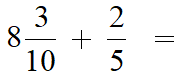 8 3/10 + 2/5 =